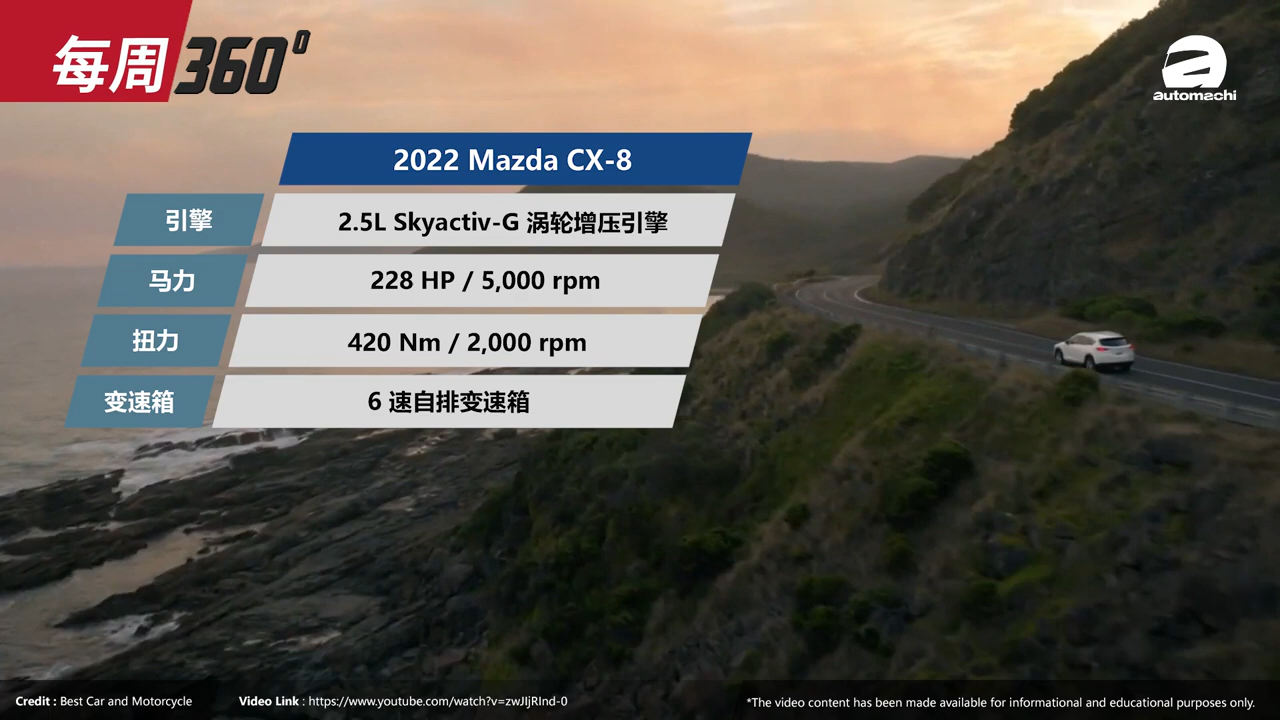 每周360°
automachi
2022 Mazda CX-8
引擎 2.5L Skyactiv-G 涡轮增压引擎
马力 228 HP / 5,000 rpm
扭力 420 Nm / 2,000 rpm
变速箱 6 速自排变速箱
Credit : Best Car and Motorcycle Video Link : https://www.youtube.com/watch?v=zwJIjRInd-0 *The video content has been made available for informational and educational purposes only.